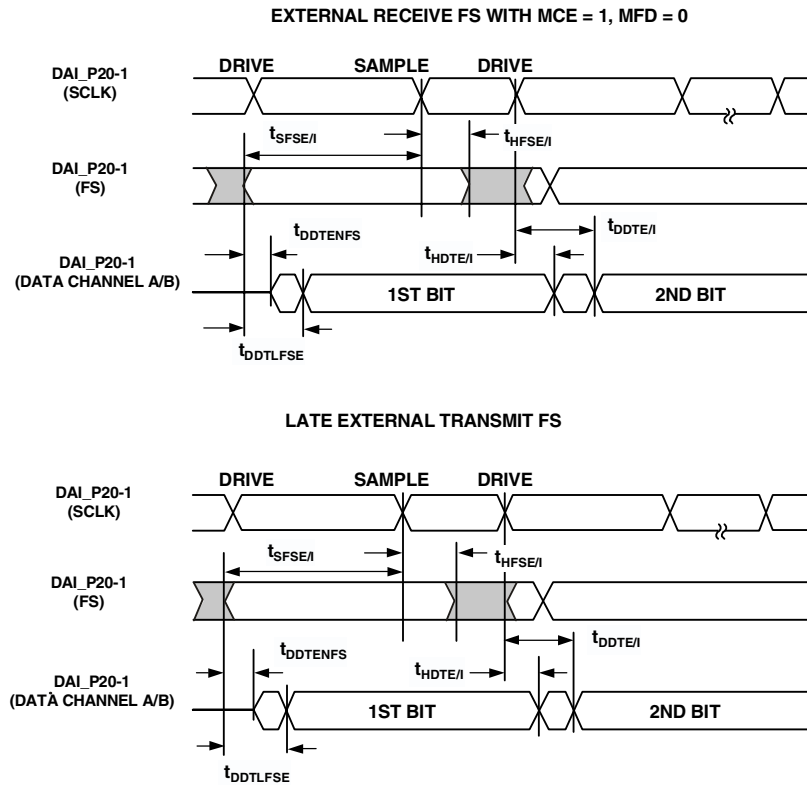 EXTERNAL RECEIVE FS WITH MCE = 1, MFD = 0
DRIVE SAMPLE DRIVE
DAI_P20-1
(SCLK)
tSFSE/I tHFSE/I
DAI_P20-1
(FS)
tDDTENFS tHDTE/I tDDTE/I
DAI_P20-1
(DATA CHANNEL A/B)
1ST BIT 2ND BIT
tDDTLFSE
LATE EXTERNAL TRANSMIT FS
DRIVE SAMPLE DRIVE
DAI_P20-1
(SCLK)
tSFSE/I tHFSE/I
DAI_P20-1
(FS)
tDDTENFS tHDTE/I tDDTE/I
DAI_P20-1
(DATA CHANNEL A/B)
1ST BIT 2ND BIT
tDDTLFSE